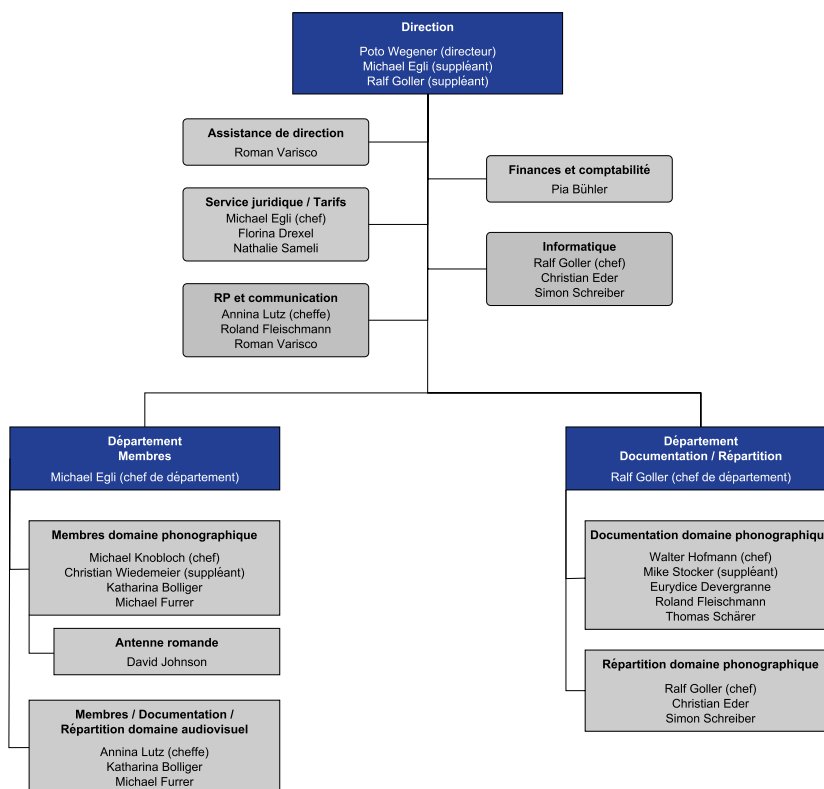 Direction
Poto Wegener (directeur)
Michael Egli (suppléant)
Ralf Goller (suppléant)
Assistance de direction
Roman Varisco
Finances et comptabilité
Pia Bühler
Service juridique / Tarifs
Michael Egli (chef)
Florina Drexel
Nathalie Sameli
Informatique
Ralf Goller (chef)
Christian Eder
Simon Schreiber
RP et communication
Annina Lutz (cheffe)
Roland Fleischmann
Roman Varisco
Département
Membres
Michael Egli (chef de département)
Membres domaine phonographique
Michael Knobloch (chef)
Christian Wiedemeier (suppléant)
Katharina Bolliger
Michael Furrer
Antenne romande
David Johnson
Membres / Documentation /
Répartition domaine audiovisuel
Annina Lutz (cheffe)
Katharina Bolliger
Michael Furrer
Département
Documentation / Répartition
Ralf Goller (chef de département)
Documentation domaine phonographique
Walter Hofmann (chef)
Mike Stocker (suppléant)
Eurydice Devergranne
Roland Fleischmann
Thomas Schärer
Répartition domaine phonographique
Ralf Goller (chef)
Christian Eder
Simon Schreiber